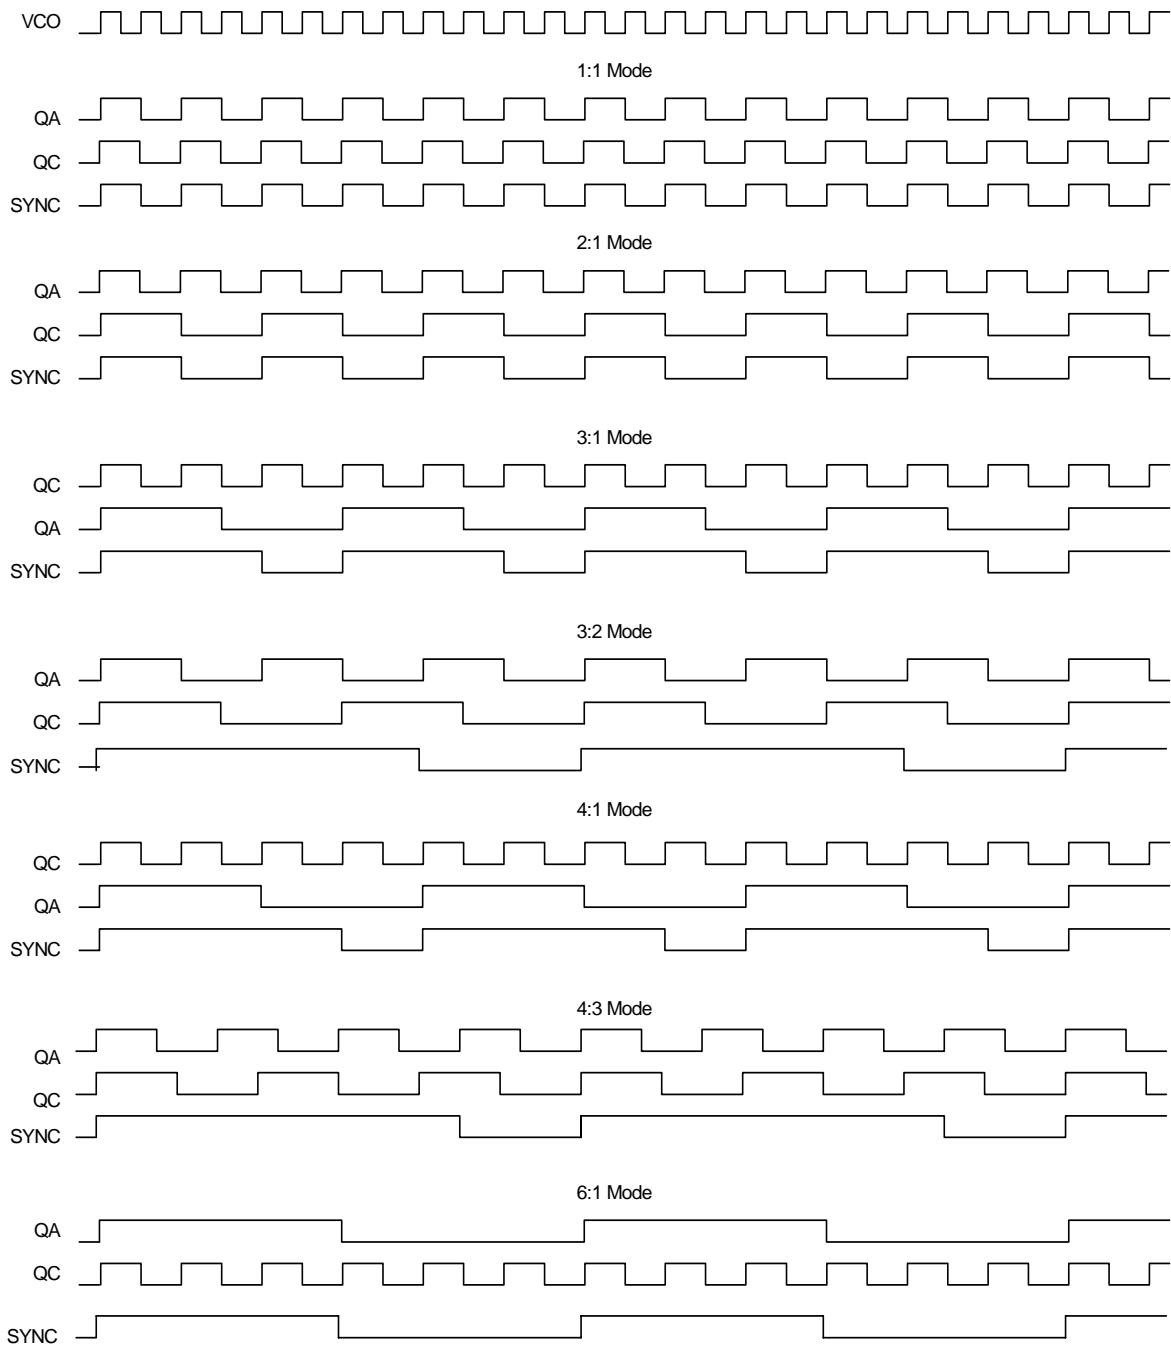 VCO
1:1 Mode
QA
QC
SYNC
2:1 Mode
QA
QC
SYNC
3:1 Mode
QC
QA
SYNC
3:2 Mode
QA
QC
SYNC
4:1 Mode
QC
QA
SYNC
4:3 Mode
QA
QC
SYNC
6:1 Mode
QA
QC
SYNC